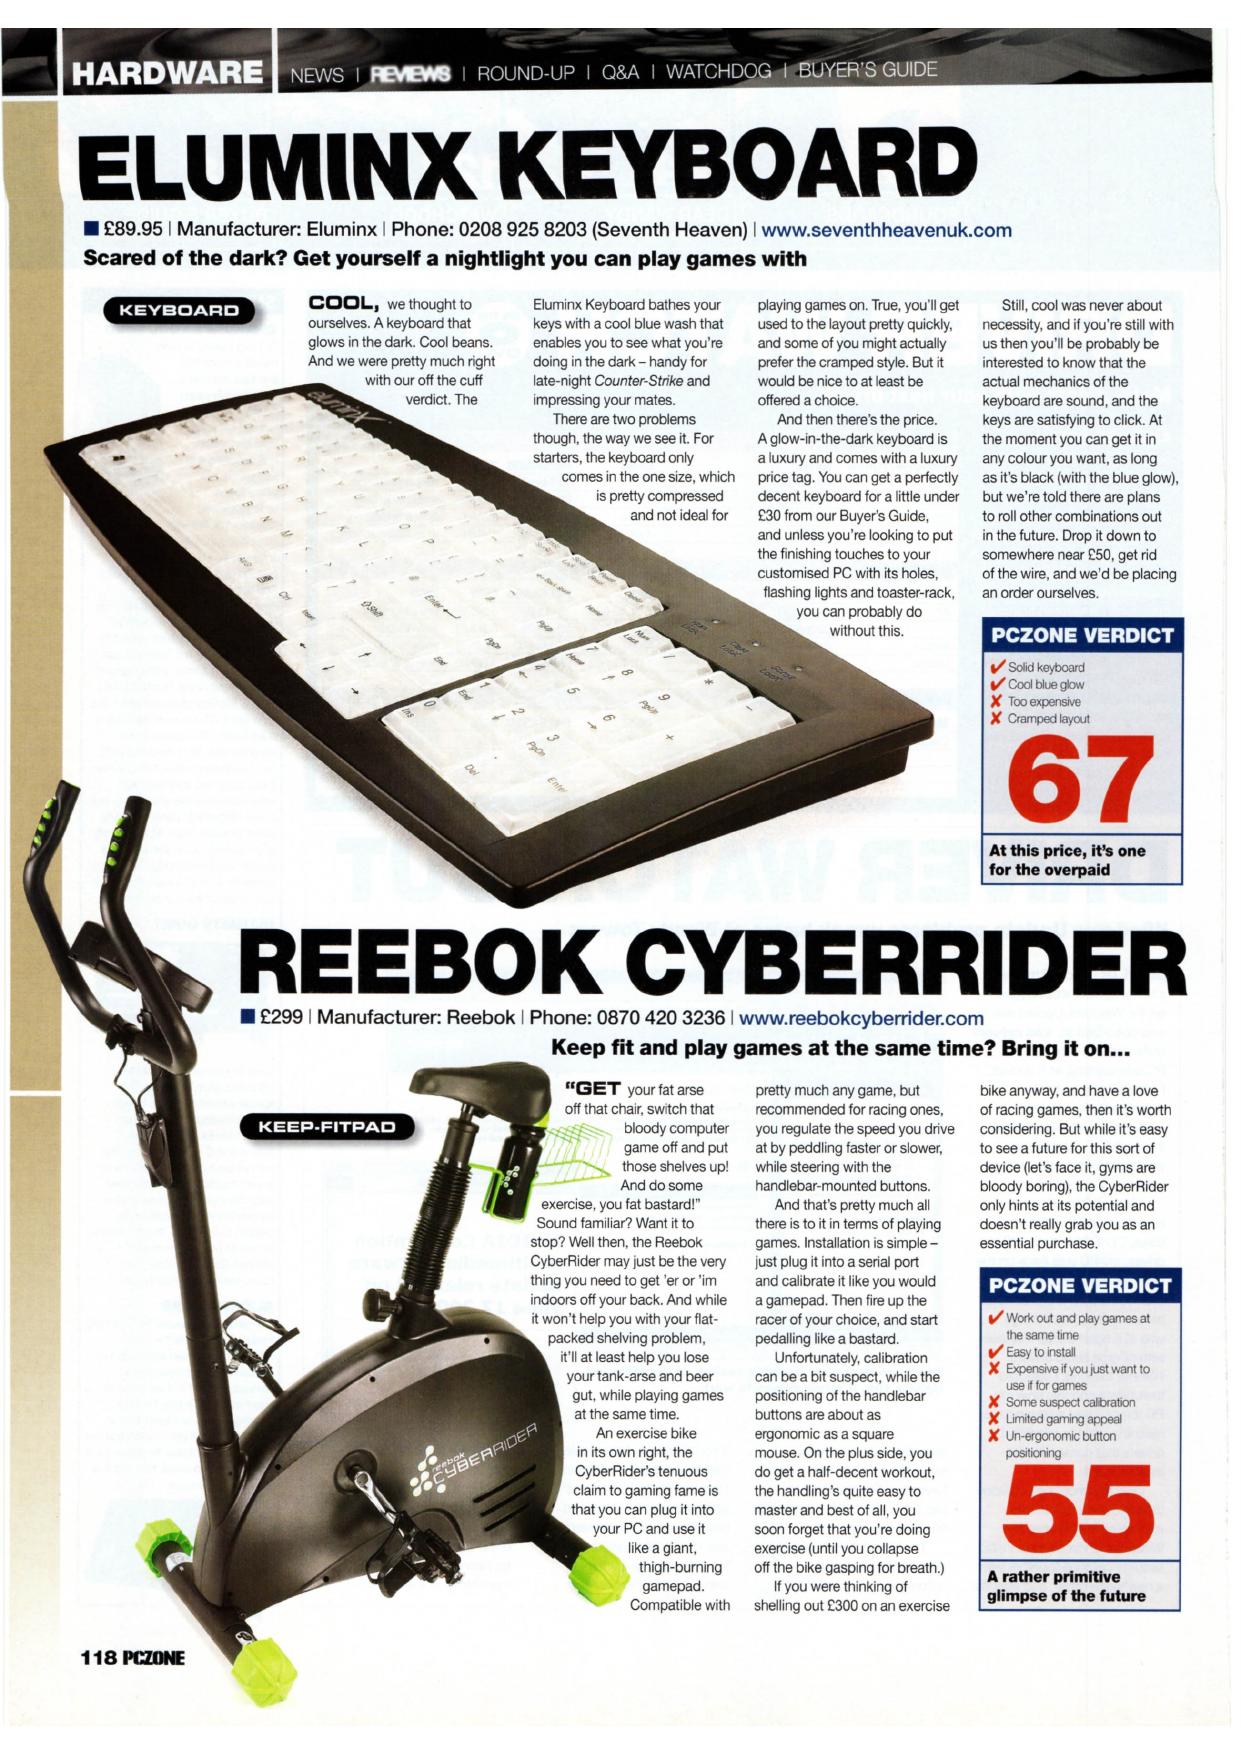 HARDWARE
NEWS | REVIEWS | ROUND-UP | Q&A | WATCHDOG | BUYER'S GUIDE
ELUMINX KEYBOARD
£89.95 | Manufacturer: Eluminx | Phone: 0208 925 8203 (Seventh Heaven) | www.seventhheavenuk.com
Scared of the dark? Get yourself a nightlight you can play games with
KEYBOARD
COOL, we thought to
ourselves. A keyboard that
glows in the dark. Cool beans.
And we were pretty much right
with our off the cuff
verdict. The
Eluminx Keyboard bathes your
keys with a cool blue wash that
enables you to see what you're
doing in the dark – handy for
late-night Counter-Strike and
impressing your mates.
There are two problems
though, the way we see it. For
starters, the keyboard only
comes in the one size, which
is pretty compressed
and not ideal for
playing games on. True, you'll get
used to the layout pretty quickly,
and some of you might actually
prefer the cramped style. But it
would be nice to at least be
offered a choice.
And then there's the price.
A glow-in-the-dark keyboard is
a luxury and comes with a luxury
price tag. You can get a perfectly
decent keyboard for a little under
£30 from our Buyer's Guide,
and unless you're looking to put
the finishing touches to your
customised PC with its holes,
flashing lights and toaster-rack,
you can probably do
without this.
Still, cool was never about
necessity, and if you're still with
us then you'll be probably be
interested to know that the
actual mechanics of the
keyboard are sound, and the
keys are satisfying to click. At
the moment you can get it in
any colour you want, as long
as it's black (with the blue glow),
but we're told there are plans
to roll other combinations out
in the future. Drop it down to
somewhere near £50, get rid
of the wire, and we'd be placing
an order ourselves.
PCZONE VERDICT
✓ Solid keyboard
✓ Cool blue glow
✗ Too expensive
✗ Cramped layout
67
At this price, it's one
for the overpaid
REEBOK CYBERRIDER
£299 | Manufacturer: Reebok | Phone: 0870 420 3236 | www.reebokcyberrider.com
Keep fit and play games at the same time? Bring it on...
KEEP-FITPAD
"GET your fat arse
off that chair, switch that
bloody computer
game off and put
those shelves up!
And do some
exercise, you fat bastard!"
Sound familiar? Want it to
stop? Well then, the Reebok
CyberRider may just be the very
thing you need to get 'er or 'im
indoors off your back. And while
it won't help you with your flat-
packed shelving problem,
it'll at least help you lose
your tank-arse and beer
gut, while playing games
at the same time.
An exercise bike
in its own right, the
CyberRider's tenuous
claim to gaming fame is
that you can plug it into
your PC and use it
like a giant,
thigh-burning
gamepad.
Compatible with
pretty much any game, but
recommended for racing ones,
you regulate the speed you drive
at by peddling faster or slower,
while steering with the
handlebar-mounted buttons.
And that's pretty much all
there is to it in terms of playing
games. Installation is simple –
just plug it into a serial port
and calibrate it like you would
a gamepad. Then fire up the
racer of your choice, and start
pedalling like a bastard.
Unfortunately, calibration
can be a bit suspect, while the
positioning of the handlebar
buttons are about as
ergonomic as a square
mouse. On the plus side, you
do get a half-decent workout,
the handling's quite easy to
master and best of all, you
soon forget that you're doing
exercise (until you collapse
off the bike gasping for breath.)
If you were thinking of
shelling out £300 on an exercise
bike anyway, and have a love
of racing games, then it's worth
considering. But while it's easy
to see a future for this sort of
device (let's face it, gyms are
bloody boring), the CyberRider
only hints at its potential and
doesn't really grab you as an
essential purchase.
PCZONE VERDICT
✓ Work out and play games at
the same time
✓ Easy to install
✗ Expensive if you just want to
use if for games
✗ Some suspect calibration
✗ Limited gaming appeal
✗ Un-ergonomic button
positioning
55
A rather primitive
glimpse of the future
reebok
CYBERRIDER
118 PCZONE